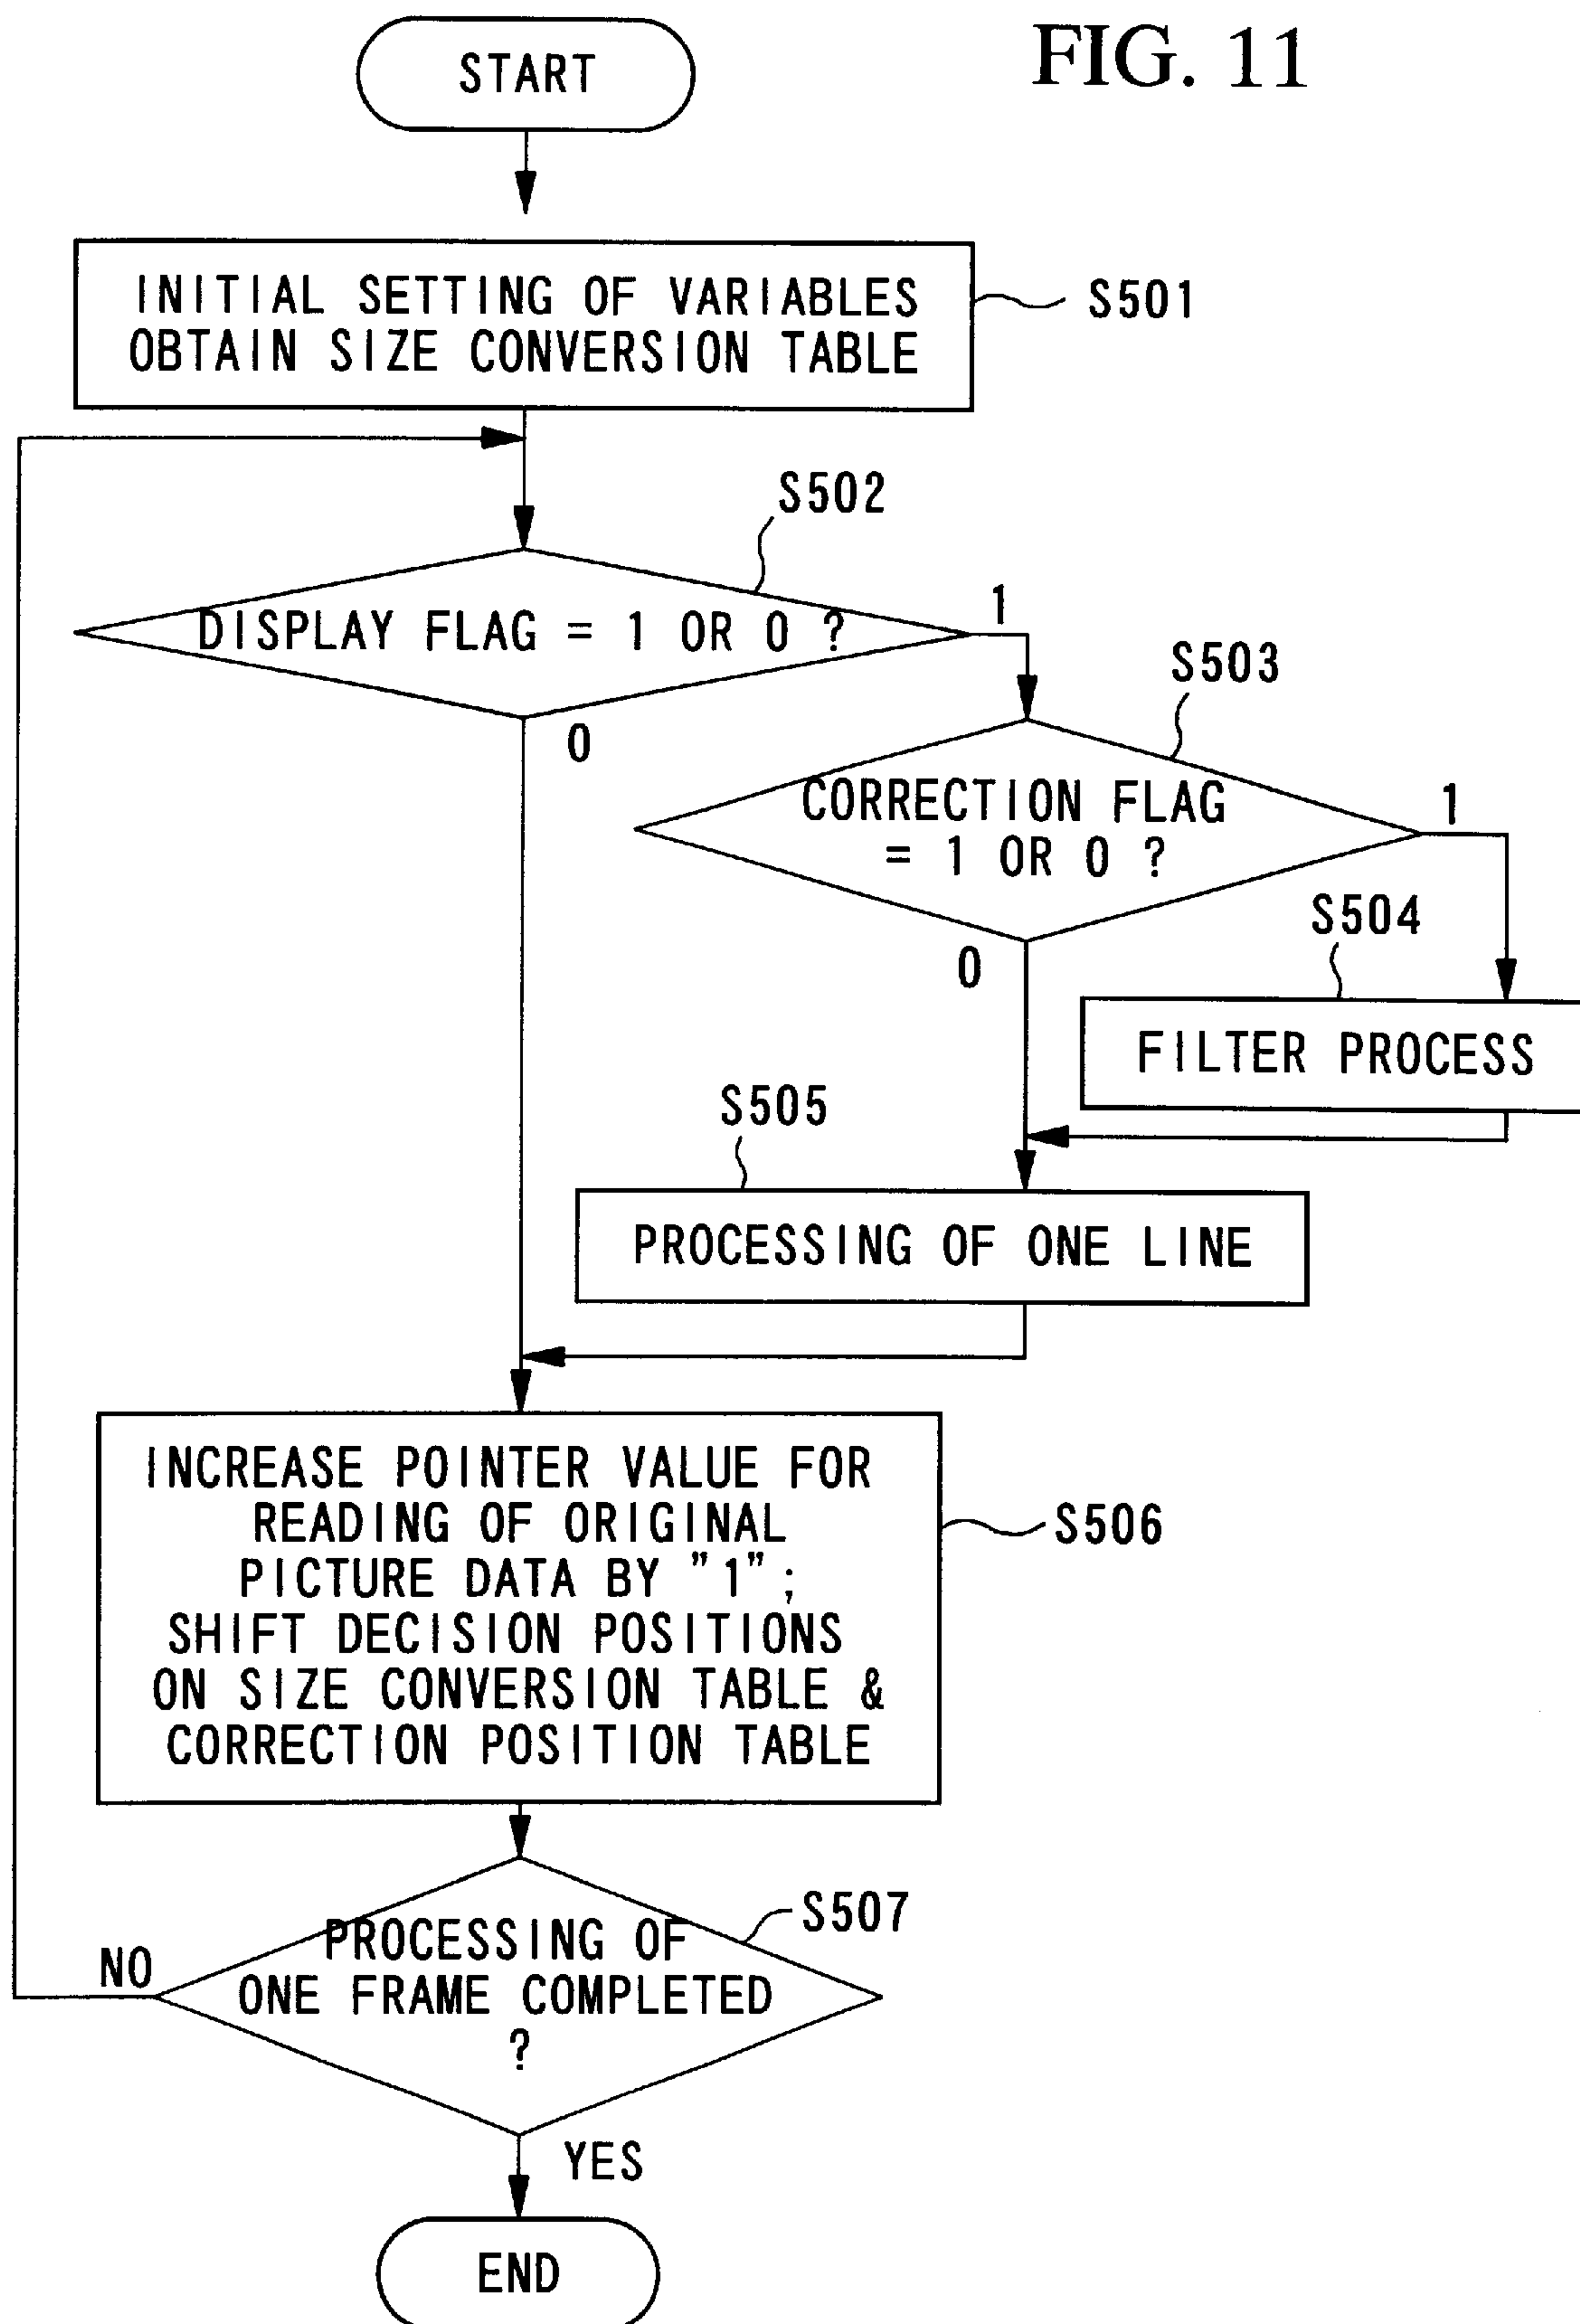 FIG. 11
START
INITIAL SETTING OF VARIABLES
OBTAIN SIZE CONVERSION TABLE
S501
S502
DISPLAY FLAG = 1 OR 0 ?
1
0
S503
CORRECTION FLAG
= 1 OR 0 ?
1
0
S504
FILTER PROCESS
S505
PROCESSING OF ONE LINE
INCREASE POINTER VALUE FOR
READING OF ORIGINAL
PICTURE DATA BY "1";
SHIFT DECISION POSITIONS
ON SIZE CONVERSION TABLE &
CORRECTION POSITION TABLE
S506
S507
PROCESSING OF
ONE FRAME COMPLETED
?
NO
YES
END